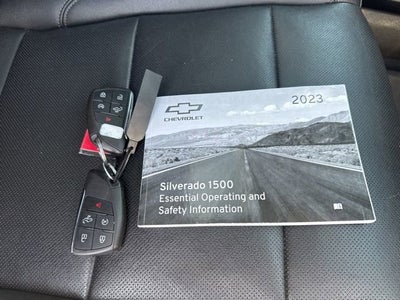 2023
CHEVROLET
Silverado 1500
Essential Operating and
Safety Information